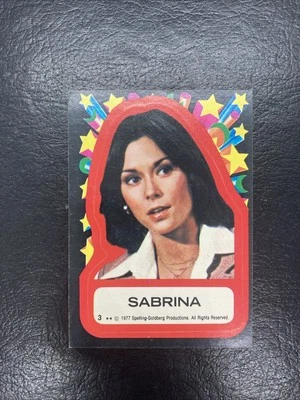 SABRINA
3 ★★ © 1977 Spelling-Goldberg Productions. All Rights Reserved.